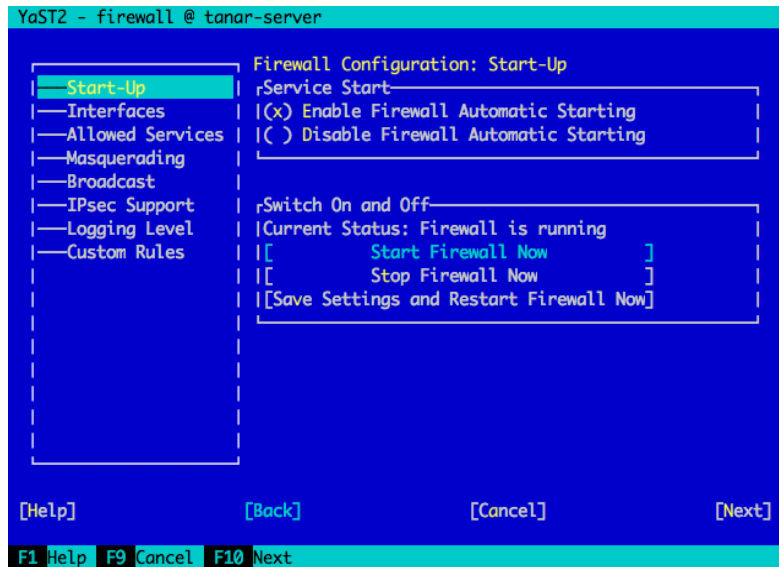 YaST2 - firewall @ tanar-server
Firewall Configuration: Start-Up
Start-Up
Interfaces
Allowed Services
Masquerading
Broadcast
IPsec Support
Logging Level
Custom Rules
Service Start
(x) Enable Firewall Automatic Starting
( ) Disable Firewall Automatic Starting
Switch On and Off
Current Status: Firewall is running
[ Start Firewall Now ]
[ Stop Firewall Now ]
[Save Settings and Restart Firewall Now]
[Help] [Back] [Cancel] [Next]
F1 Help F9 Cancel F10 Next